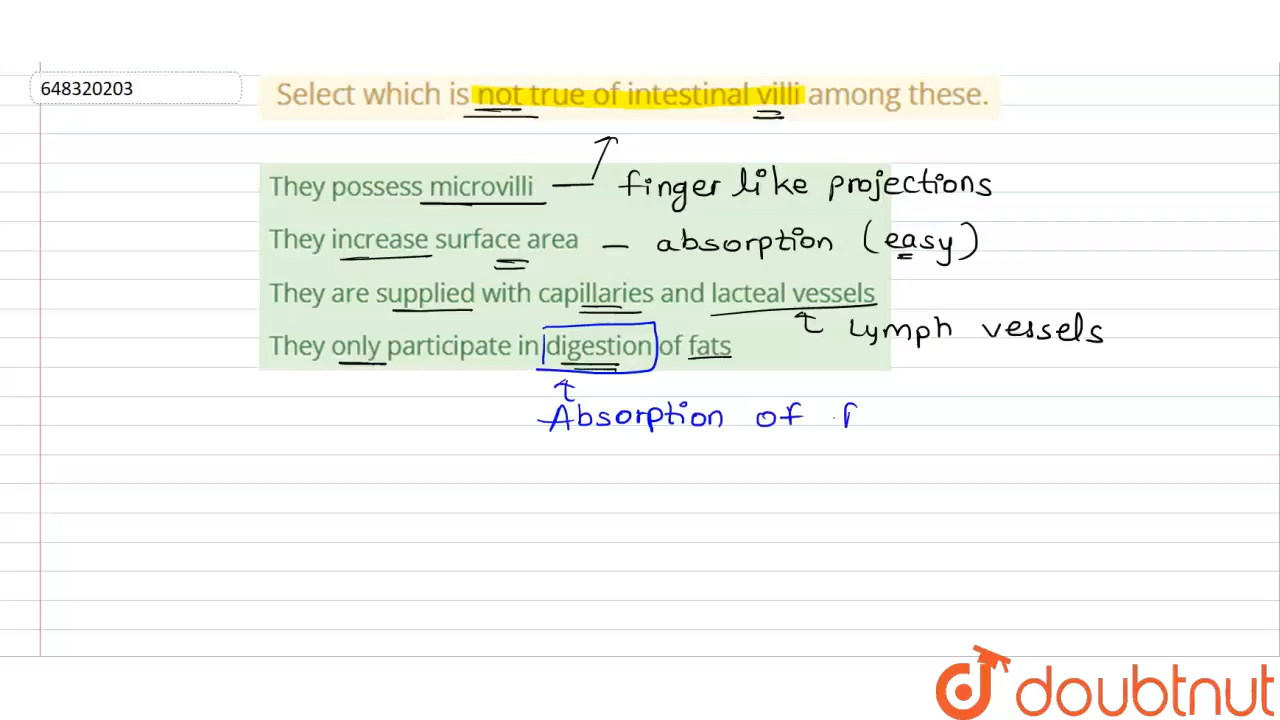 648320203
Select which is not true of intestinal villi among these.
They possess microvilli — finger like projections
They increase surface area — absorption (easy)
They are supplied with capillaries and lacteal vessels
Lymph vessels
They only participate in digestion of fats
Absorption of
doubtnut